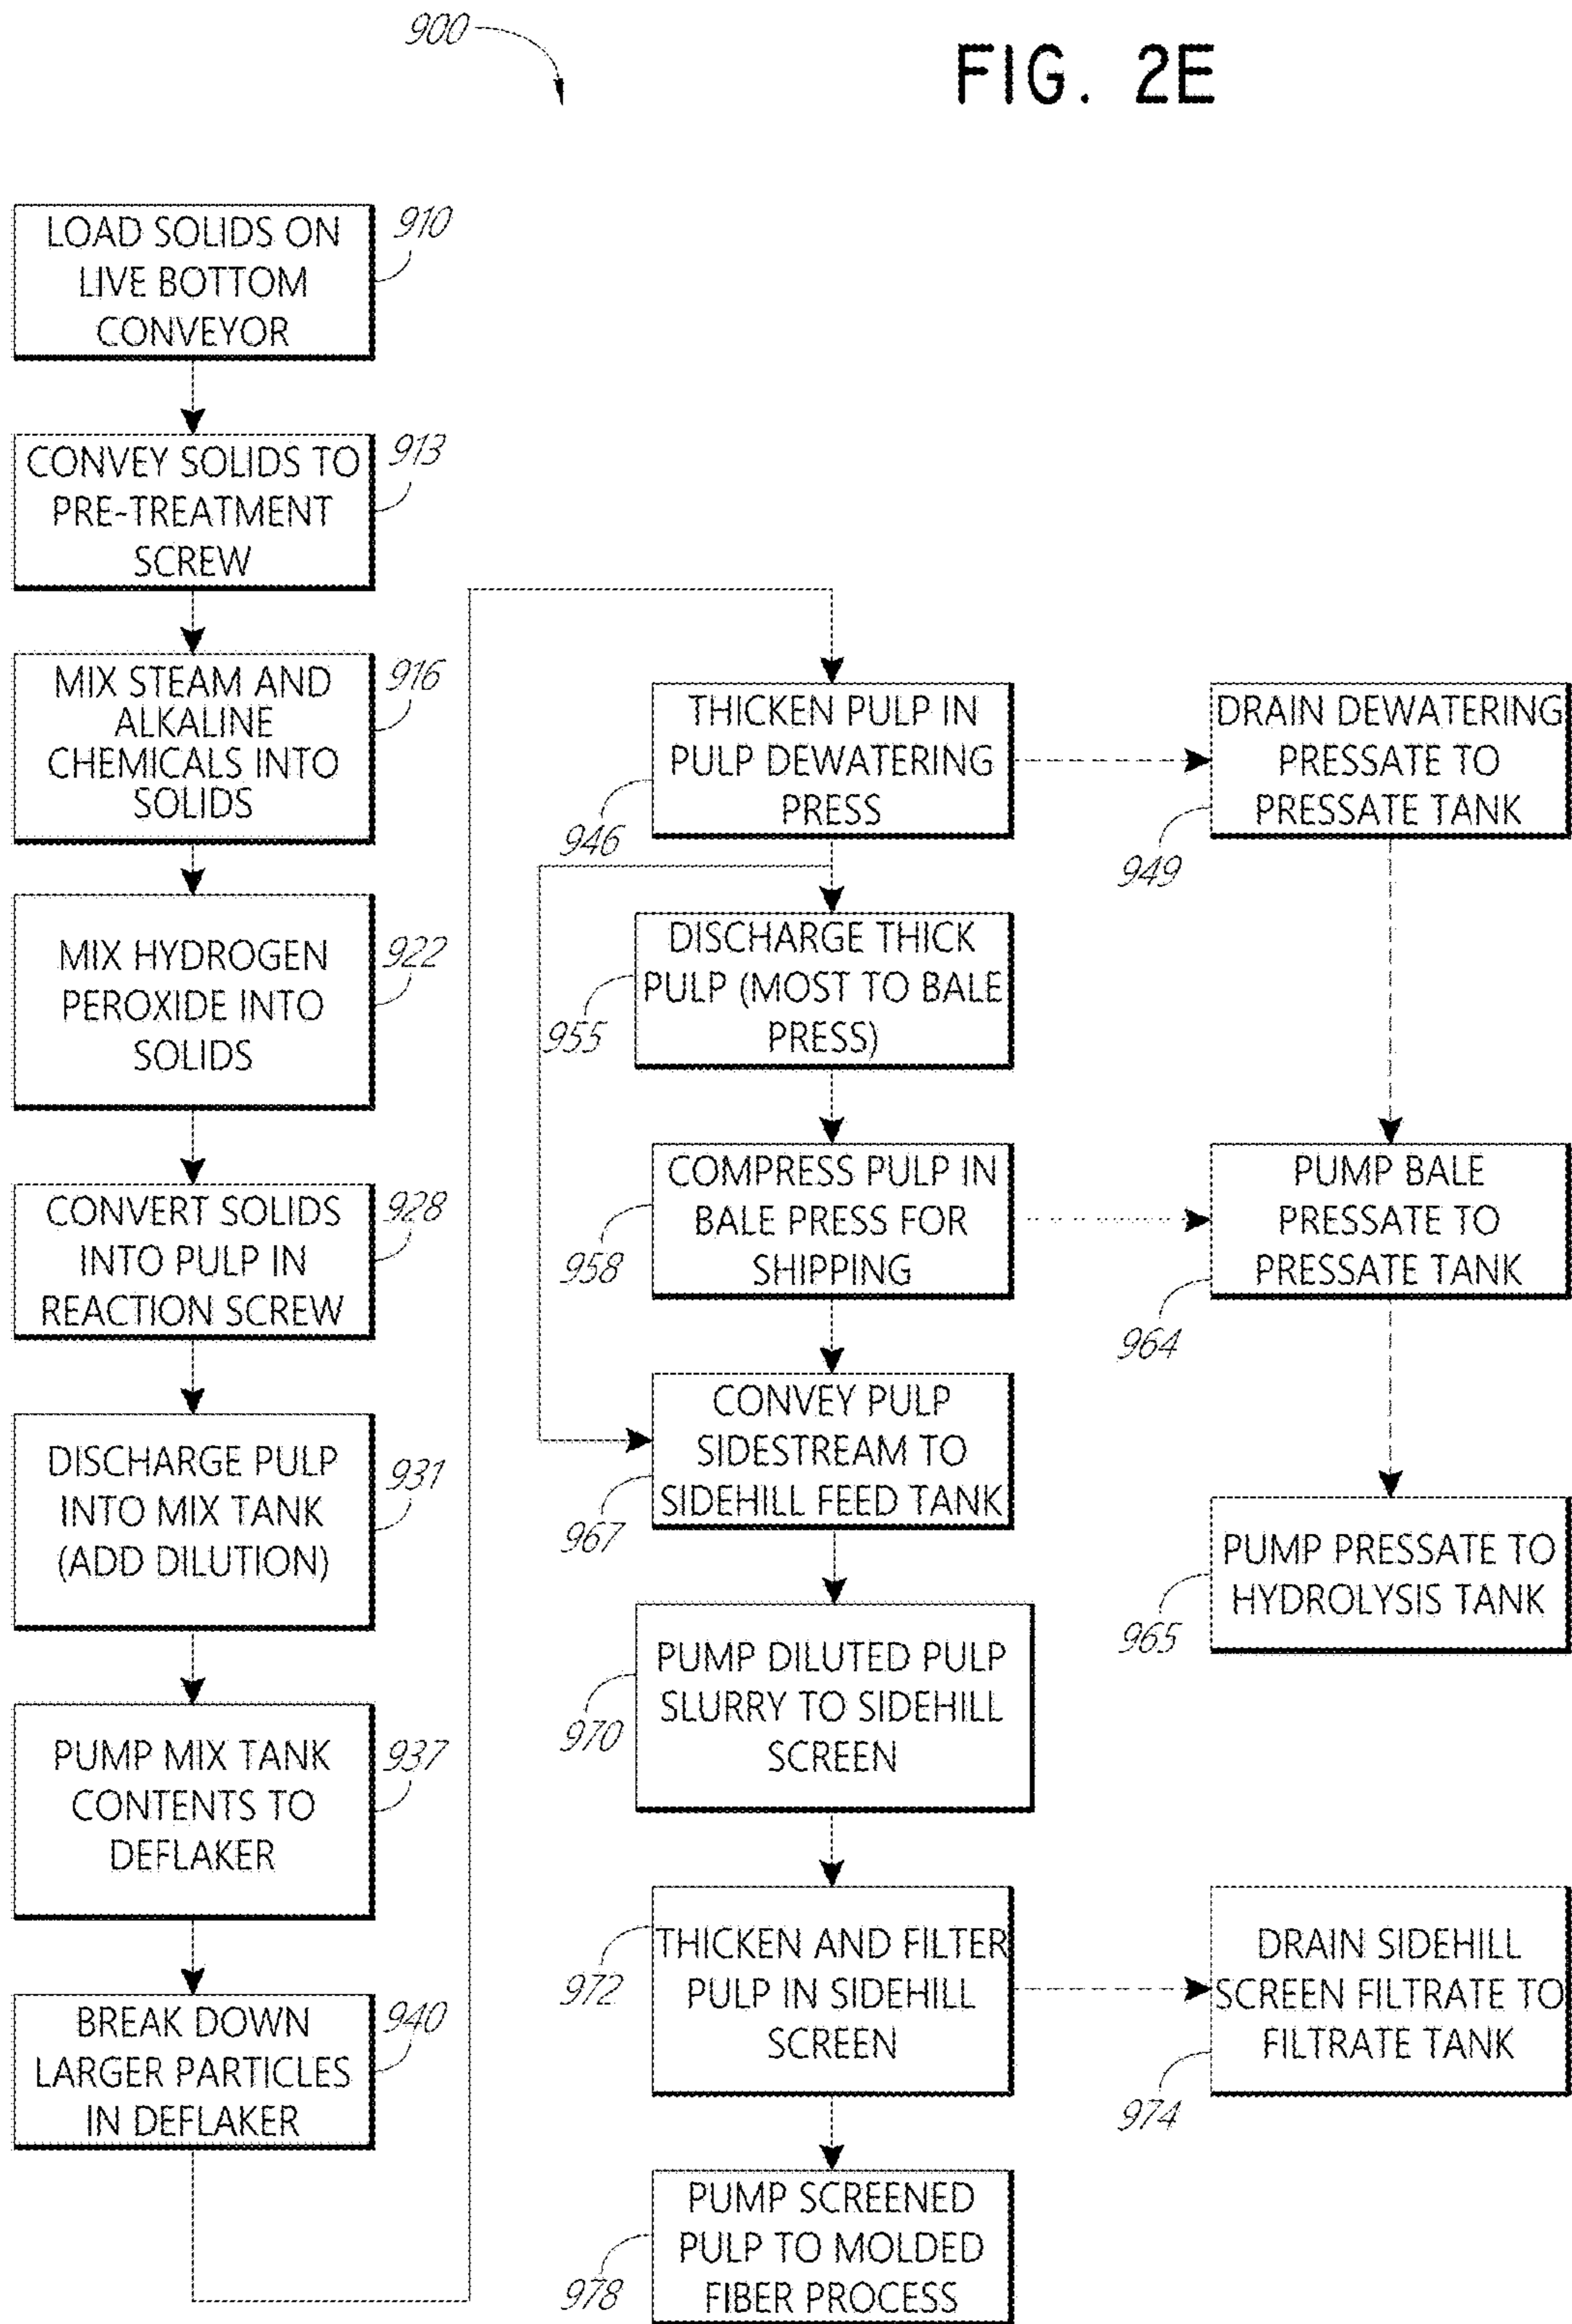 900
FIG. 2E
LOAD SOLIDS ON
LIVE BOTTOM
CONVEYOR
910
CONVEY SOLIDS TO
PRE-TREATMENT
SCREW
913
MIX STEAM AND
ALKALINE
CHEMICALS INTO
SOLIDS
916
MIX HYDROGEN
PEROXIDE INTO
SOLIDS
922
CONVERT SOLIDS
INTO PULP IN
REACTION SCREW
928
DISCHARGE PULP
INTO MIX TANK
(ADD DILUTION)
931
PUMP MIX TANK
CONTENTS TO
DEFLAKER
937
BREAK DOWN
LARGER PARTICLES
IN DEFLAKER
940
THICKEN PULP IN
PULP DEWATERING
PRESS
946
DRAIN DEWATERING
PRESSATE TO
PRESSATE TANK
949
DISCHARGE THICK
PULP (MOST TO BALE
PRESS)
955
COMPRESS PULP IN
BALE PRESS FOR
SHIPPING
958
PUMP BALE
PRESSATE TO
PRESSATE TANK
964
CONVEY PULP
SIDESTREAM TO
SIDEHILL FEED TANK
967
PUMP PRESSATE TO
HYDROLYSIS TANK
965
PUMP DILUTED PULP
SLURRY TO SIDEHILL
SCREEN
970
THICKEN AND FILTER
PULP IN SIDEHILL
SCREEN
972
DRAIN SIDEHILL
SCREEN FILTRATE TO
FILTRATE TANK
974
PUMP SCREENED
PULP TO MOLDED
FIBER PROCESS
978